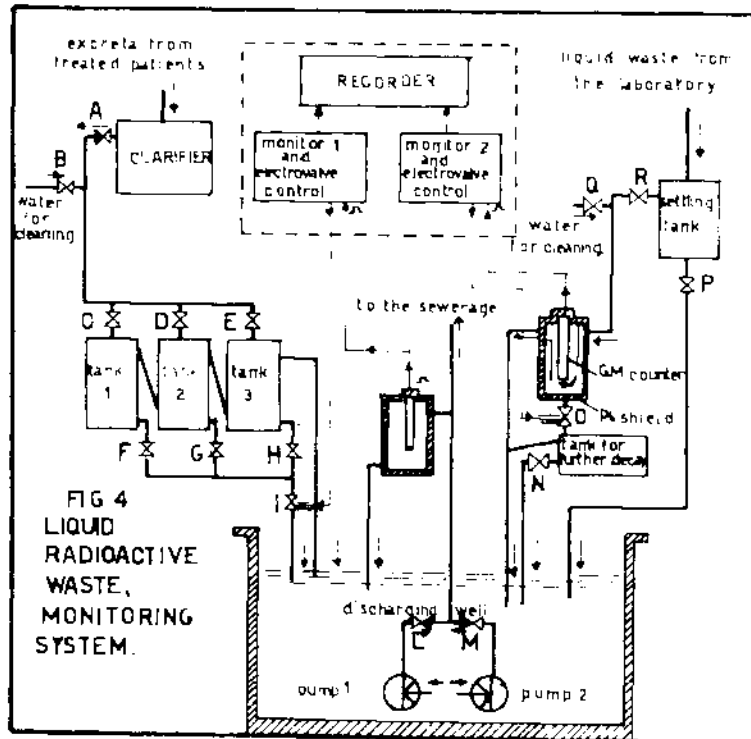 excreta from
treated patients
A
B
CLARIFIER
water
for cleaning
RECORDER
monitor 1
and
electrovalve
control
monitor 2
and
electrovalve
control
liquid waste from
the laboratory
Q
R
water
for cleaning
settling
tank
P
to the sewerage
C
D
E
tank
1
tank
2
tank
3
F
G
H
I
G.M counter
Pb shield
O
tank for
further decay
N
FIG 4
LIQUID
RADIOACTIVE
WASTE,
MONITORING
SYSTEM.
discharging well
L
M
pump 1
pump 2